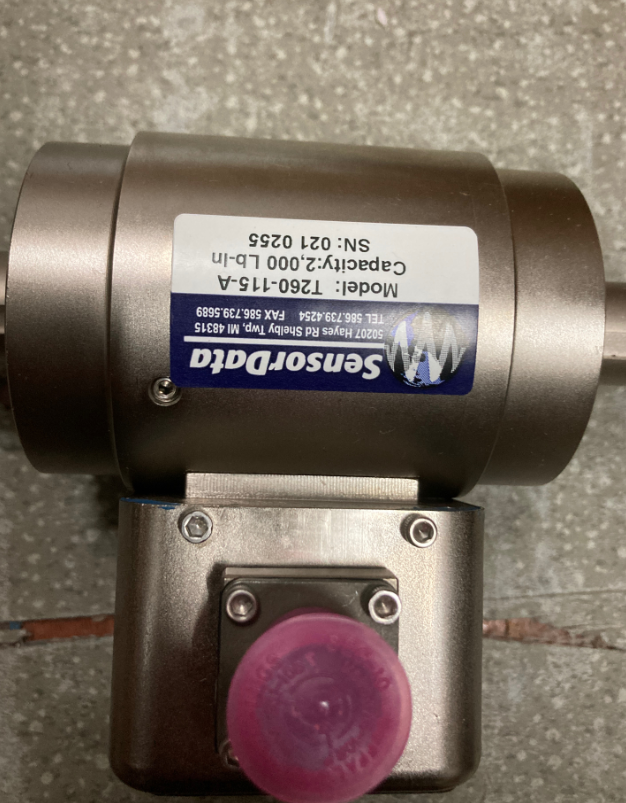 SensorData
50207 Hayes Rd Shelby Twp, MI 48315
TEL 586.739.4254 FAX 586.739.5689
Model: T260-115-A
Capacity:2,000 Lb-In
SN: 021 0255